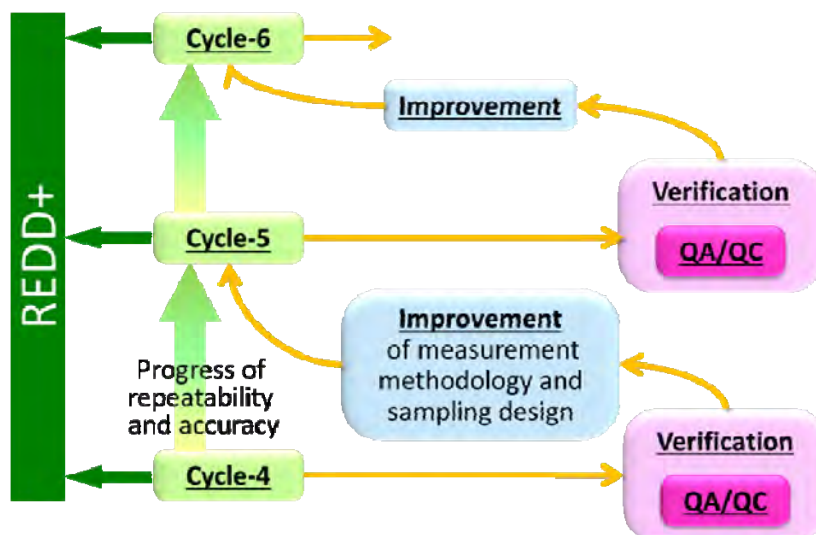 Cycle-6
Improvement
Verification
QA/QC
Cycle-5
REDD+
Improvement
of measurement
methodology and
sampling design
Progress of
repeatability
and accuracy
Verification
QA/QC
Cycle-4